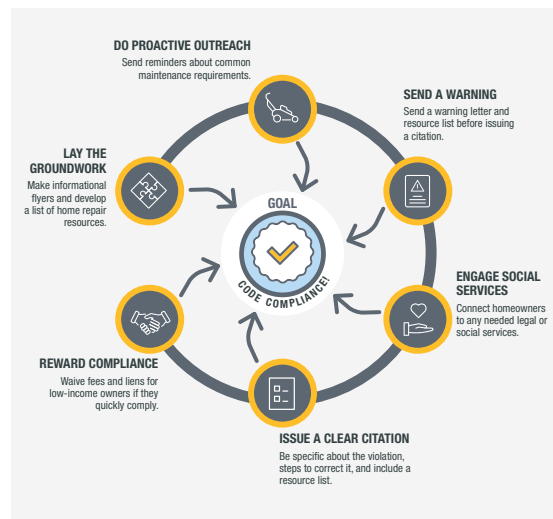 DO PROACTIVE OUTREACH
Send reminders about common
maintenance requirements.
SEND A WARNING
Send a warning letter and
resource list before issuing
a citation.
LAY THE
GROUNDWORK
Make informational
flyers and develop
a list of home repair
resources.
GOAL
CODE COMPLIANCE!
ENGAGE SOCIAL
SERVICES
Connect homeowners
to any needed legal or
social services.
REWARD COMPLIANCE
Waive fees and liens for
low-income owners if they
quickly comply.
ISSUE A CLEAR CITATION
Be specific about the violation,
steps to correct it, and include a
resource list.